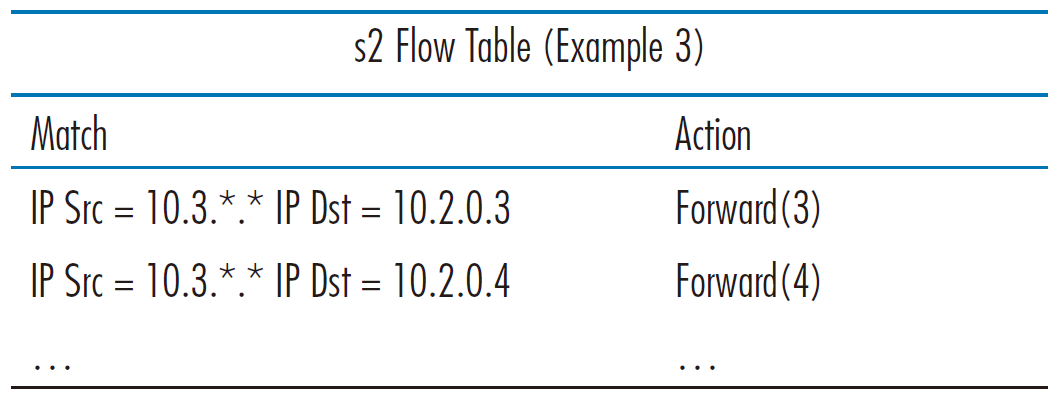 s2 Flow Table (Example 3)
Match Action
IP Src = 10.3.*.* IP Dst = 10.2.0.3 Forward(3)
IP Src = 10.3.*.* IP Dst = 10.2.0.4 Forward(4)
... ...